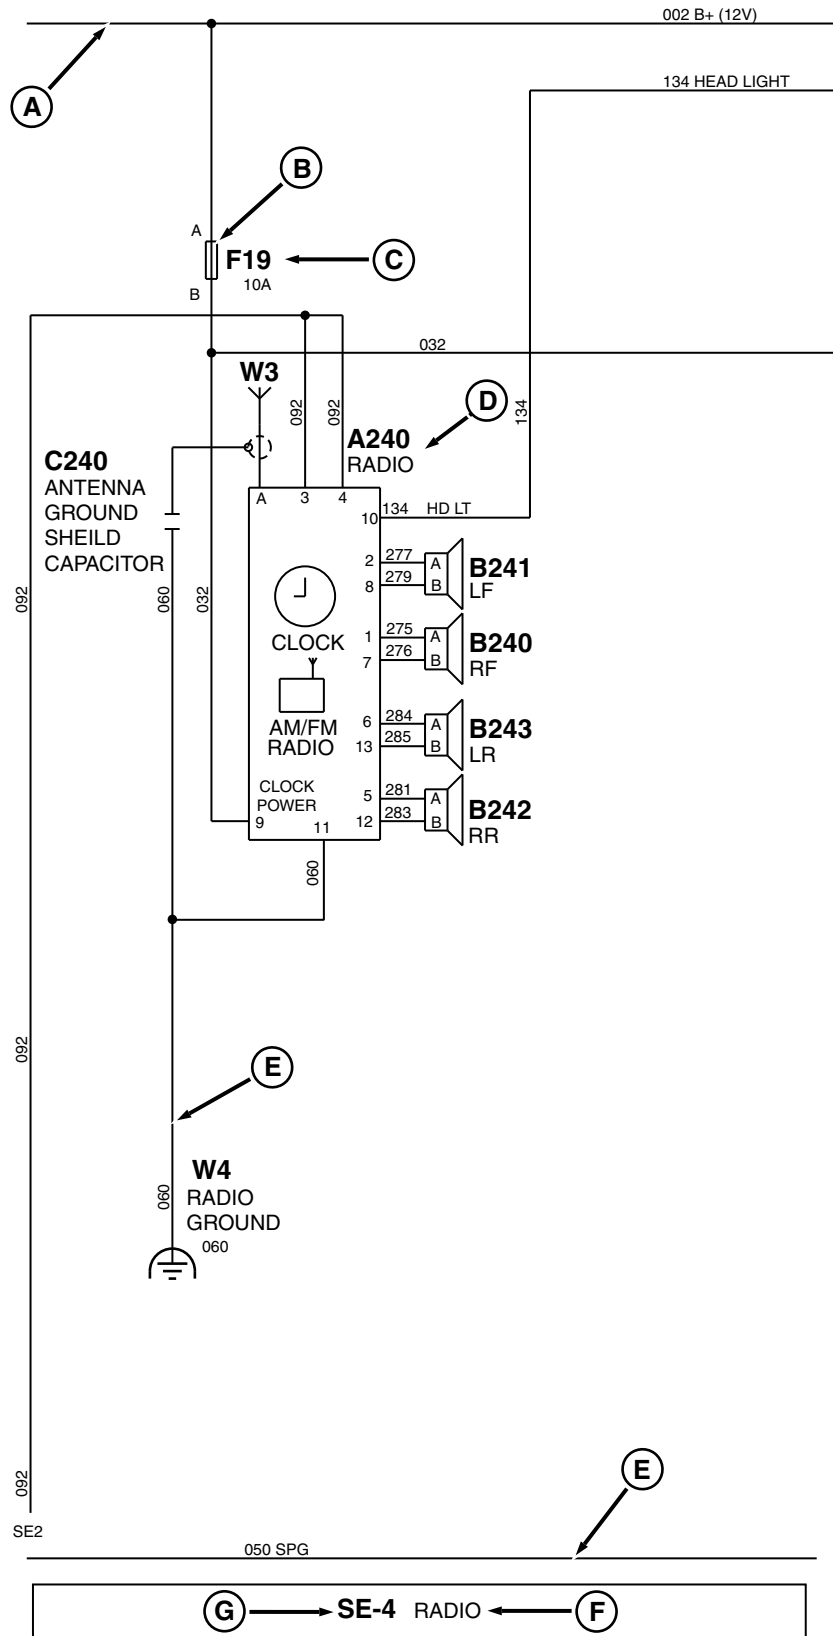 002 B+ (12V)
134 HEAD LIGHT
A
B
A
F19
C
10A
B
032
W3
D
092
092
134
A240
RADIO
C240
ANTENNA
GROUND
SHEILD
CAPACITOR
A
3
4
10
134
HD LT
092
060
032
CLOCK
AM/FM
RADIO
CLOCK
POWER
9
11
2
277
A
8
279
B
B241
LF
1
275
A
7
276
B
B240
RF
6
284
A
13
285
B
B243
LR
5
281
A
12
283
B
B242
RR
060
092
E
060
W4
RADIO
GROUND
060
092
SE2
E
050 SPG
G
SE-4 RADIO
F